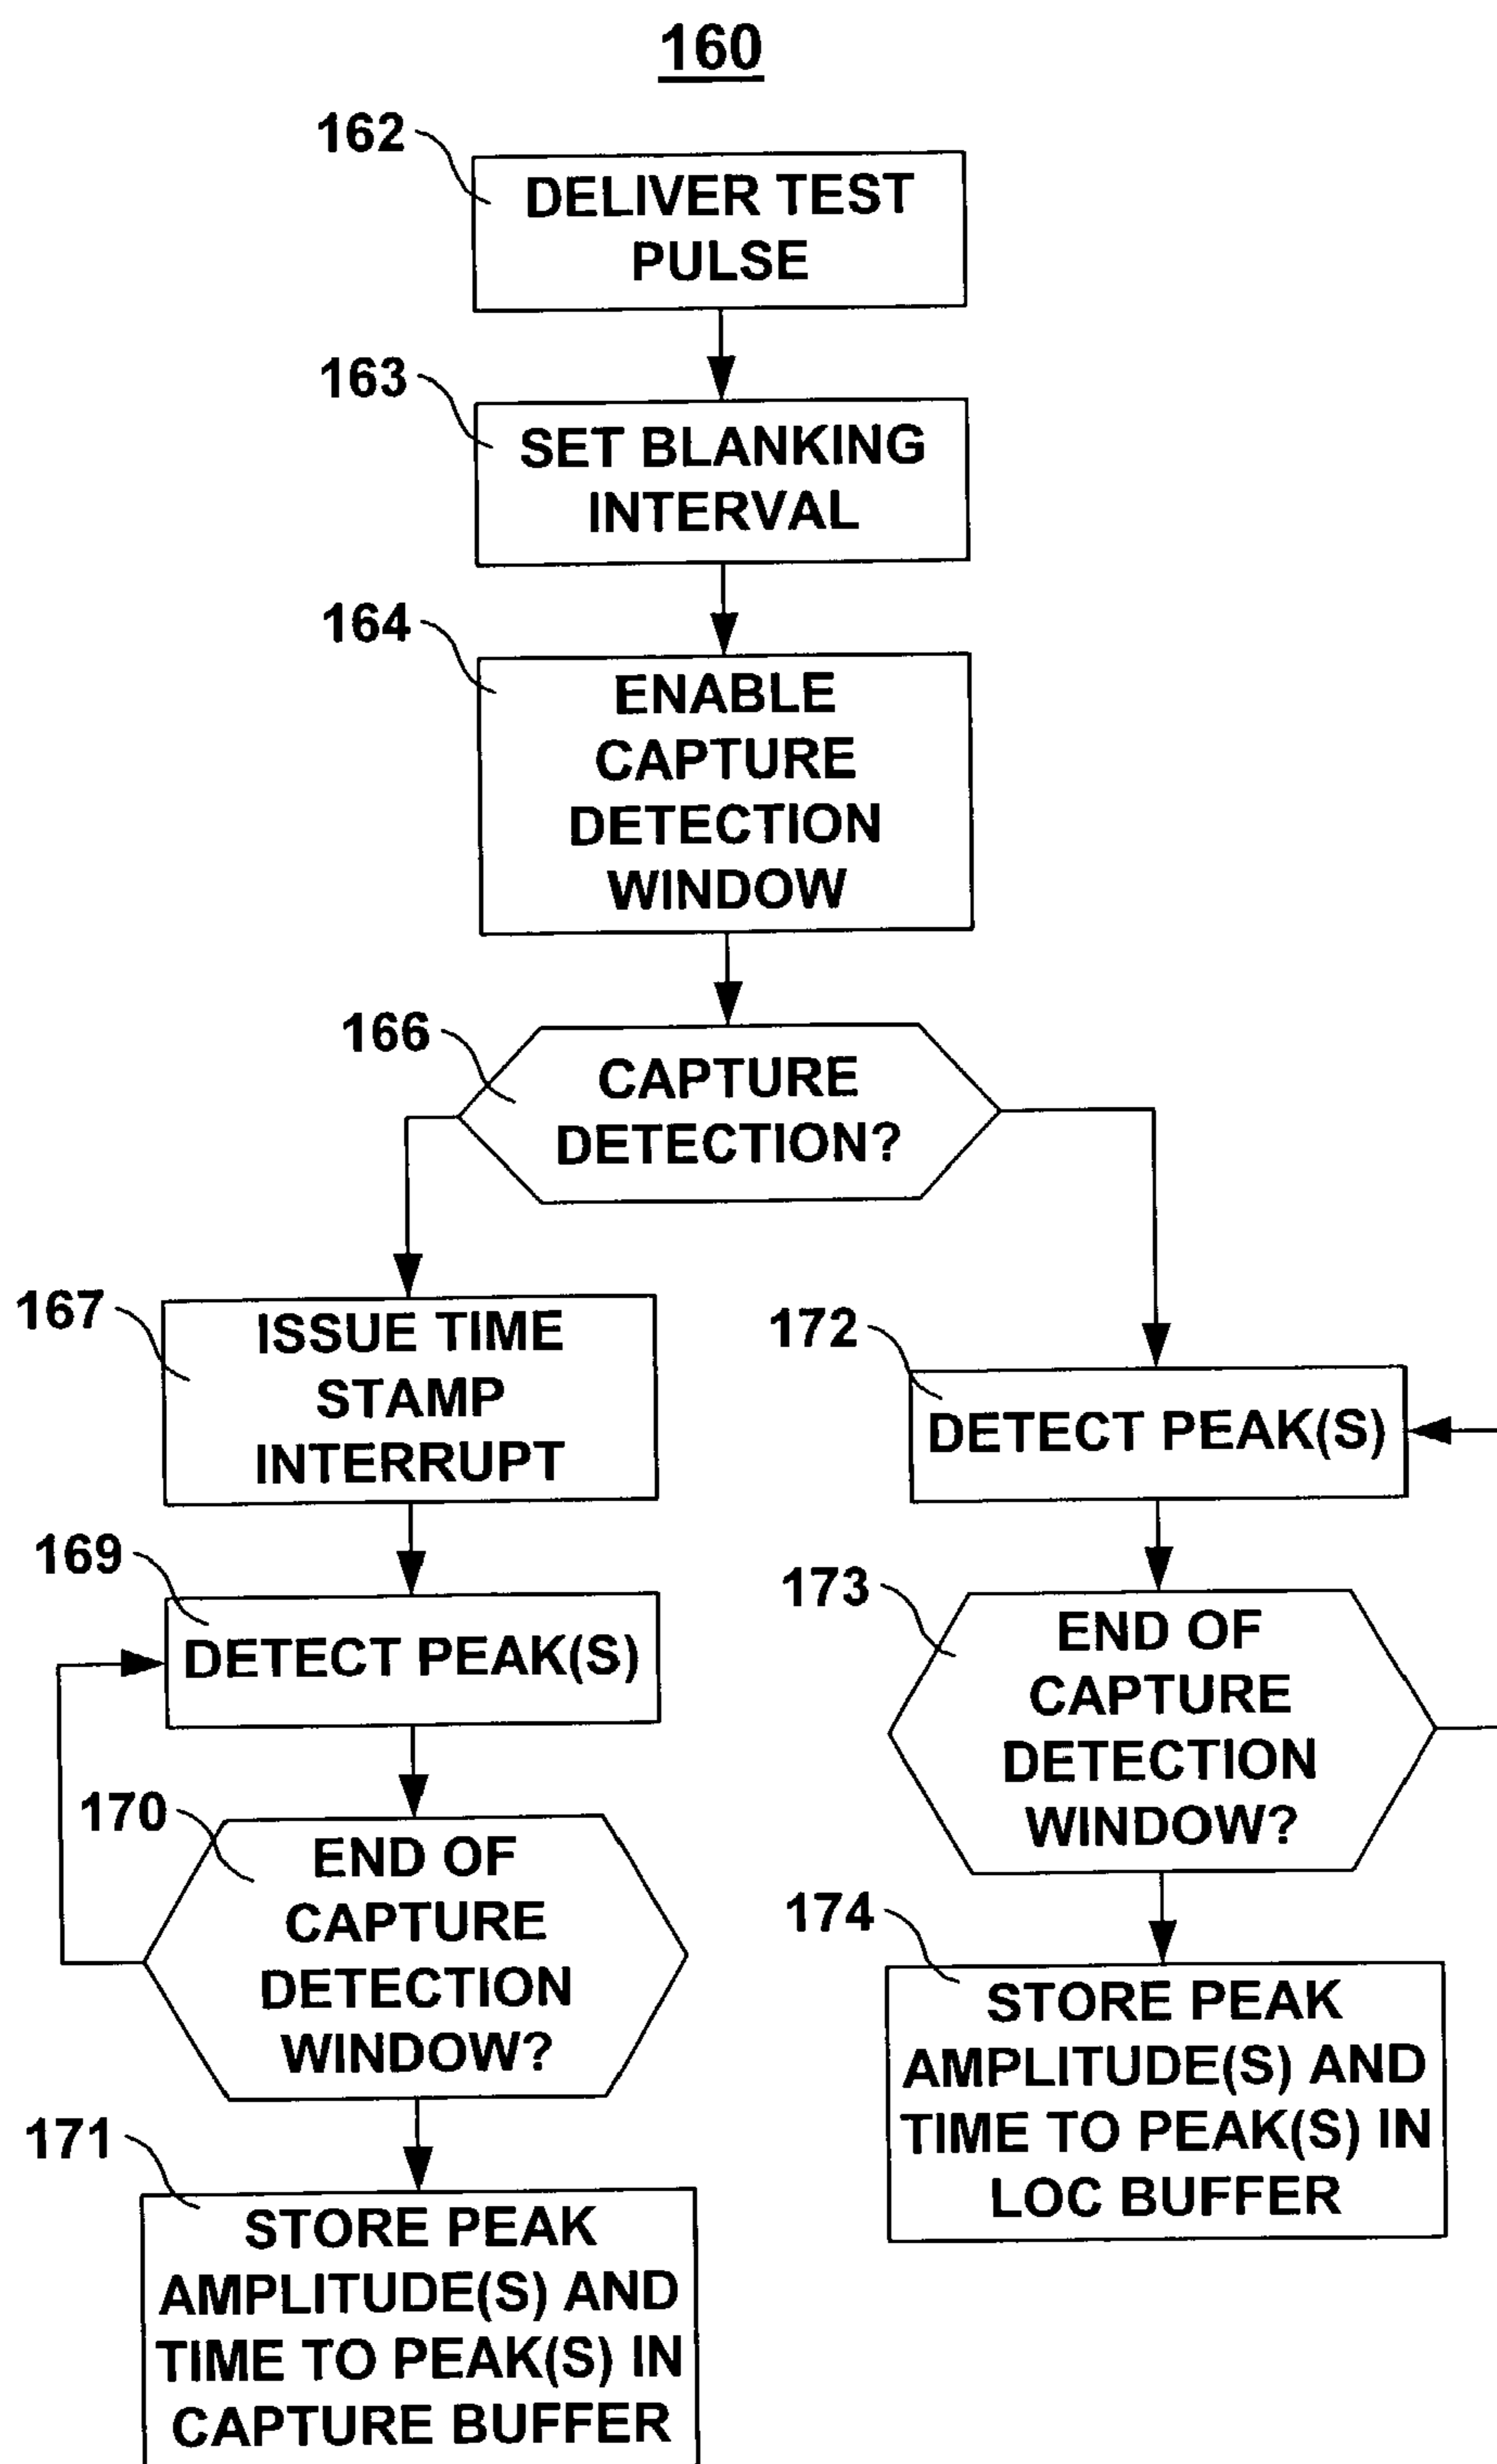 160
162
DELIVER TEST
PULSE
163
SET BLANKING
INTERVAL
164
ENABLE
CAPTURE
DETECTION
WINDOW
166
CAPTURE
DETECTION?
167
ISSUE TIME
STAMP
INTERRUPT
169
DETECT PEAK(S)
170
END OF
CAPTURE
DETECTION
WINDOW?
171
STORE PEAK
AMPLITUDE(S) AND
TIME TO PEAK(S) IN
CAPTURE BUFFER
172
DETECT PEAK(S)
173
END OF
CAPTURE
DETECTION
WINDOW?
174
STORE PEAK
AMPLITUDE(S) AND
TIME TO PEAK(S) IN
LOC BUFFER